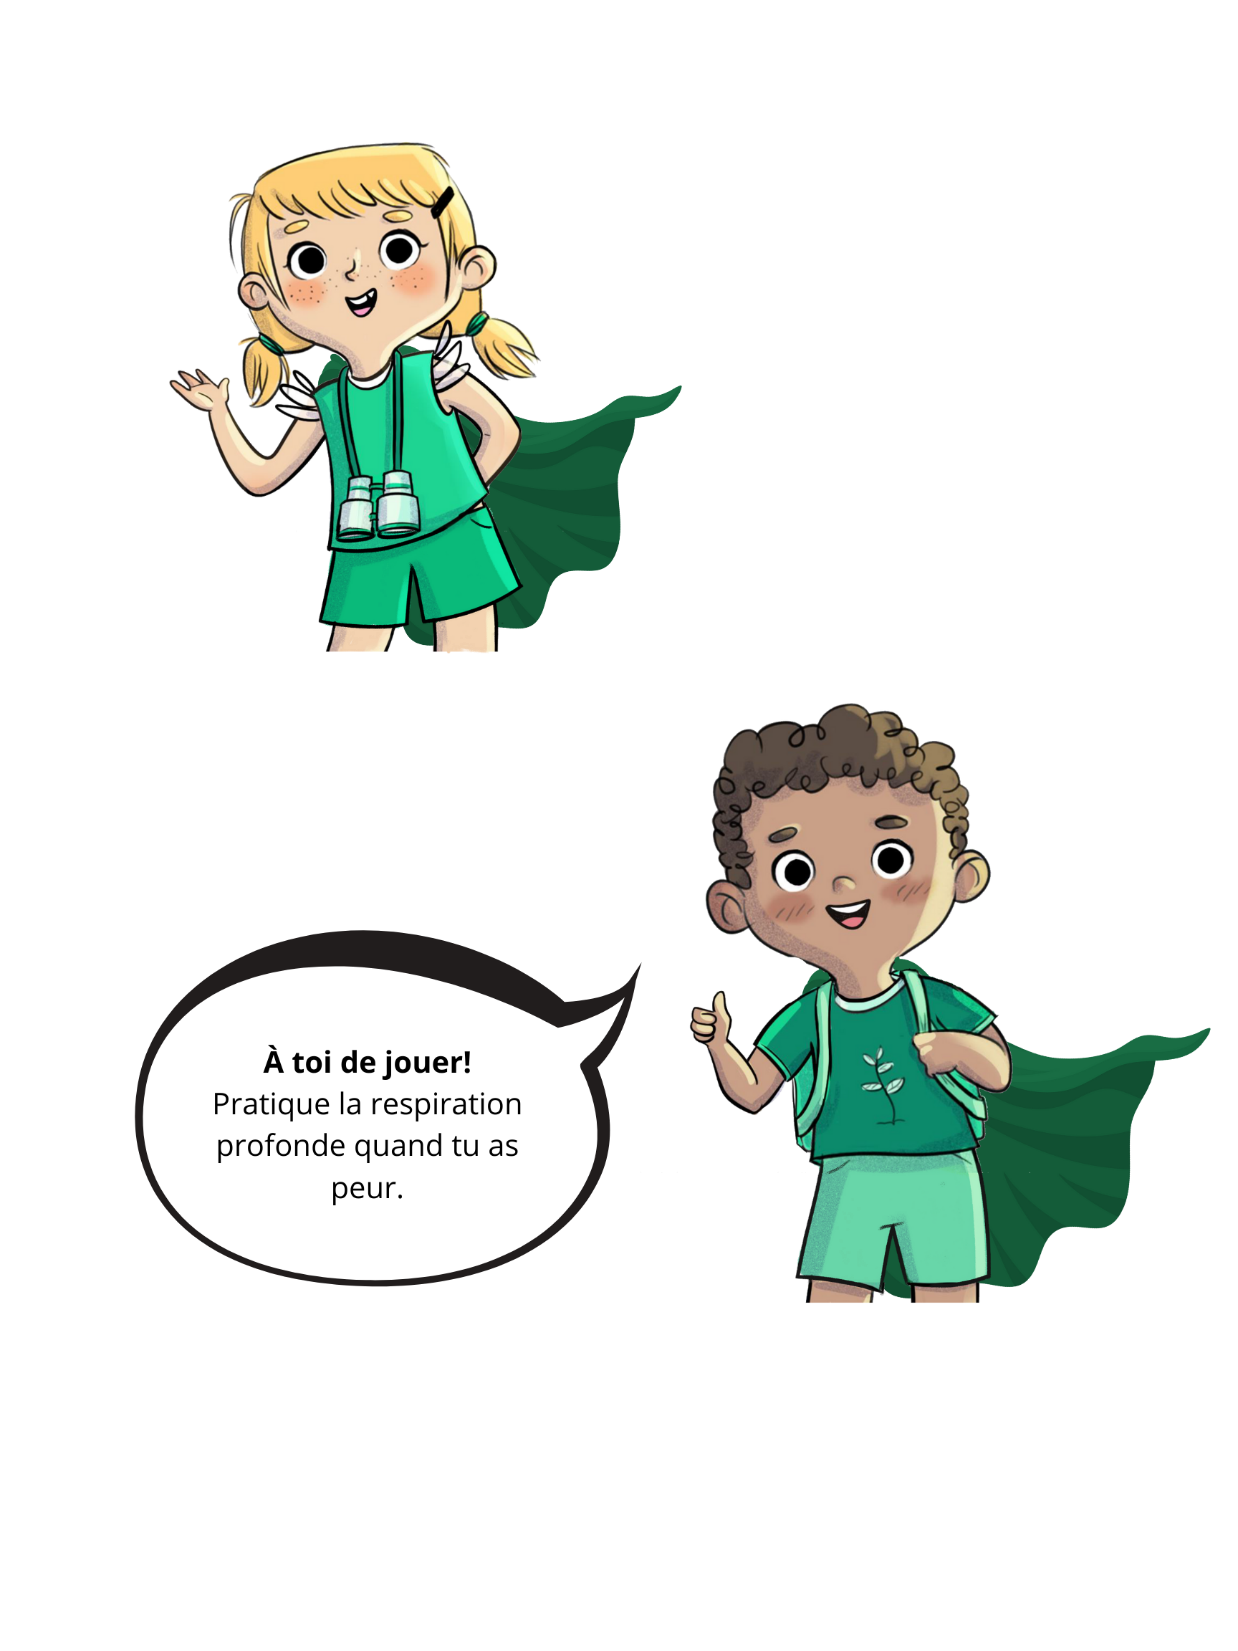 À toi de jouer!
Pratique la respiration
profonde quand tu as
peur.